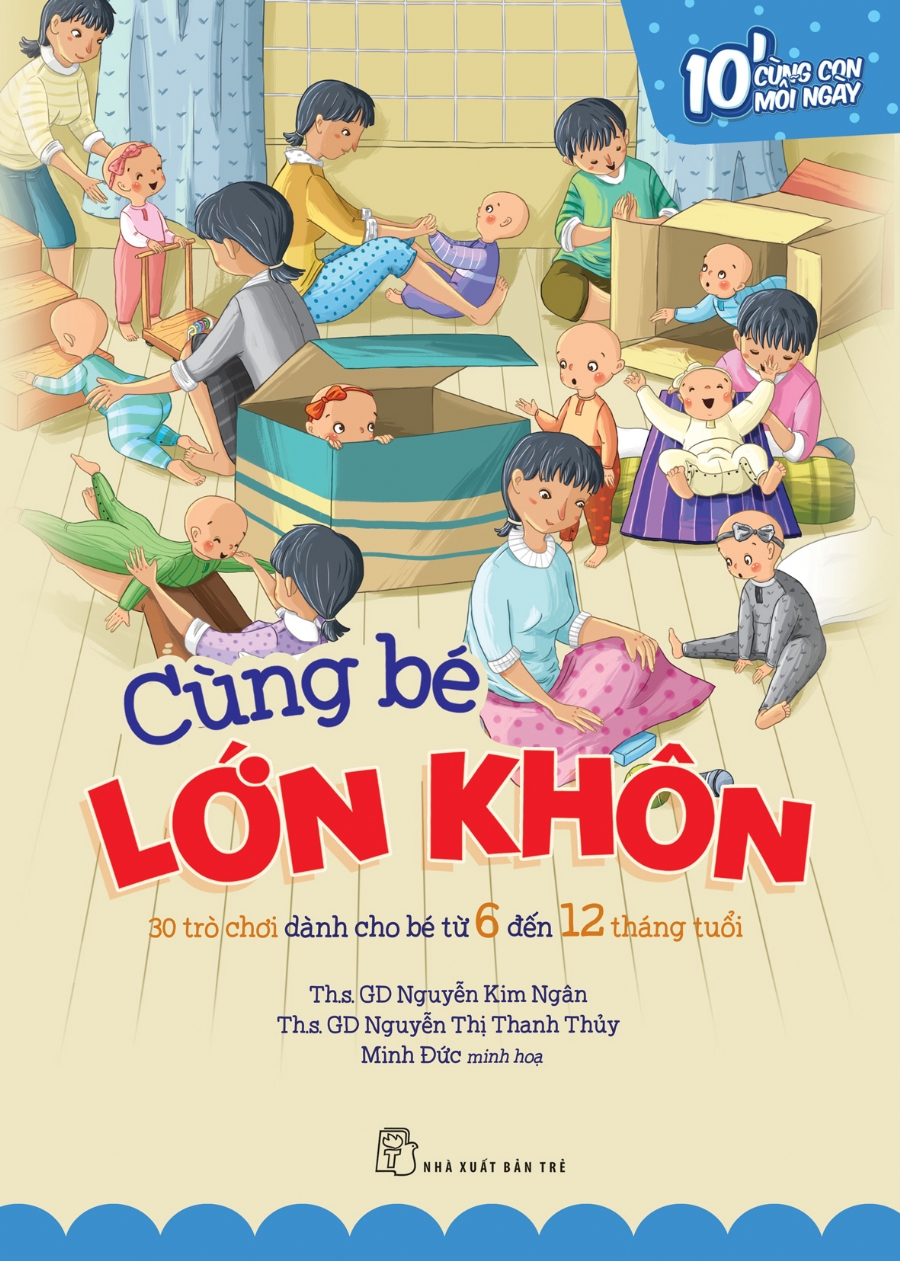 10'
CÙNG CON
MỖI NGÀY
Cùng bé
LỚN KHÔN
30 trò chơi dành cho bé từ 6 đến 12 tháng tuổi
Th.s. GD Nguyễn Kim Ngân
Th.s. GD Nguyễn Thị Thanh Thủy
Minh Đức minh hoạ
T
NHÀ XUẤT BẢN TRẺ